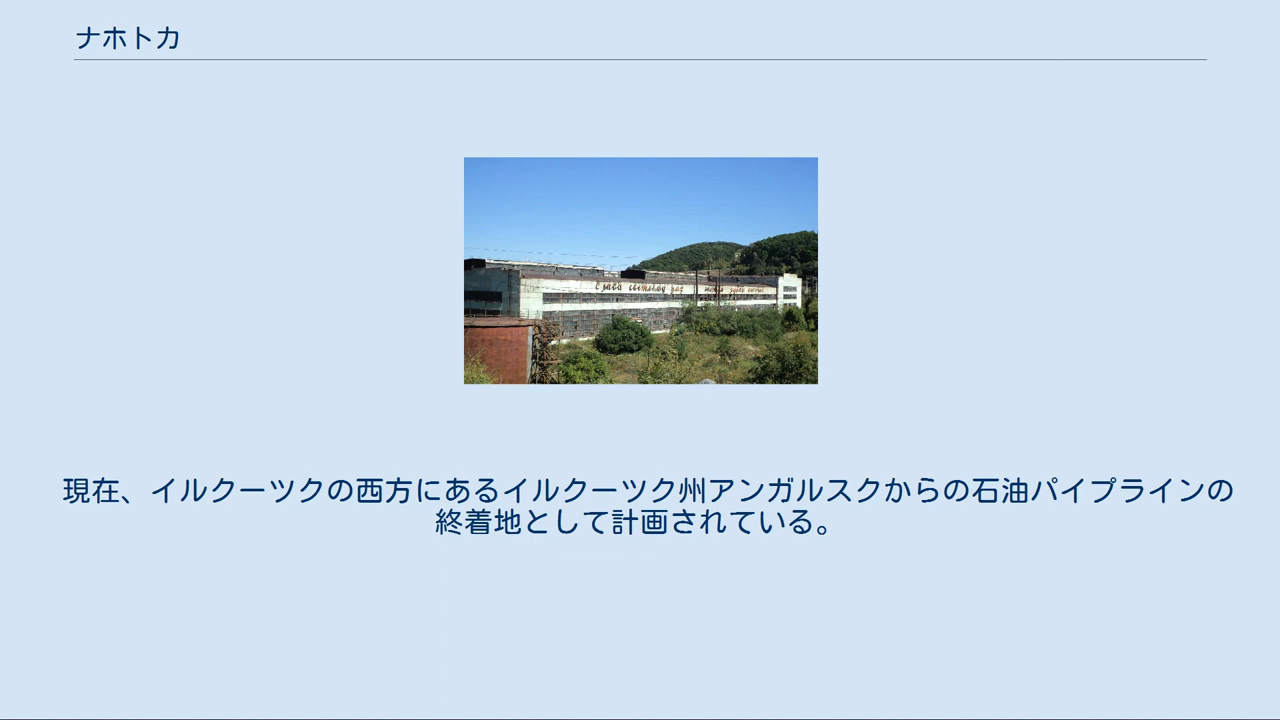 ナホトカ
現在、イルクーツクの西方にあるイルクーツク州アンガルスクからの石油パイプラインの
終着地として計画されている。